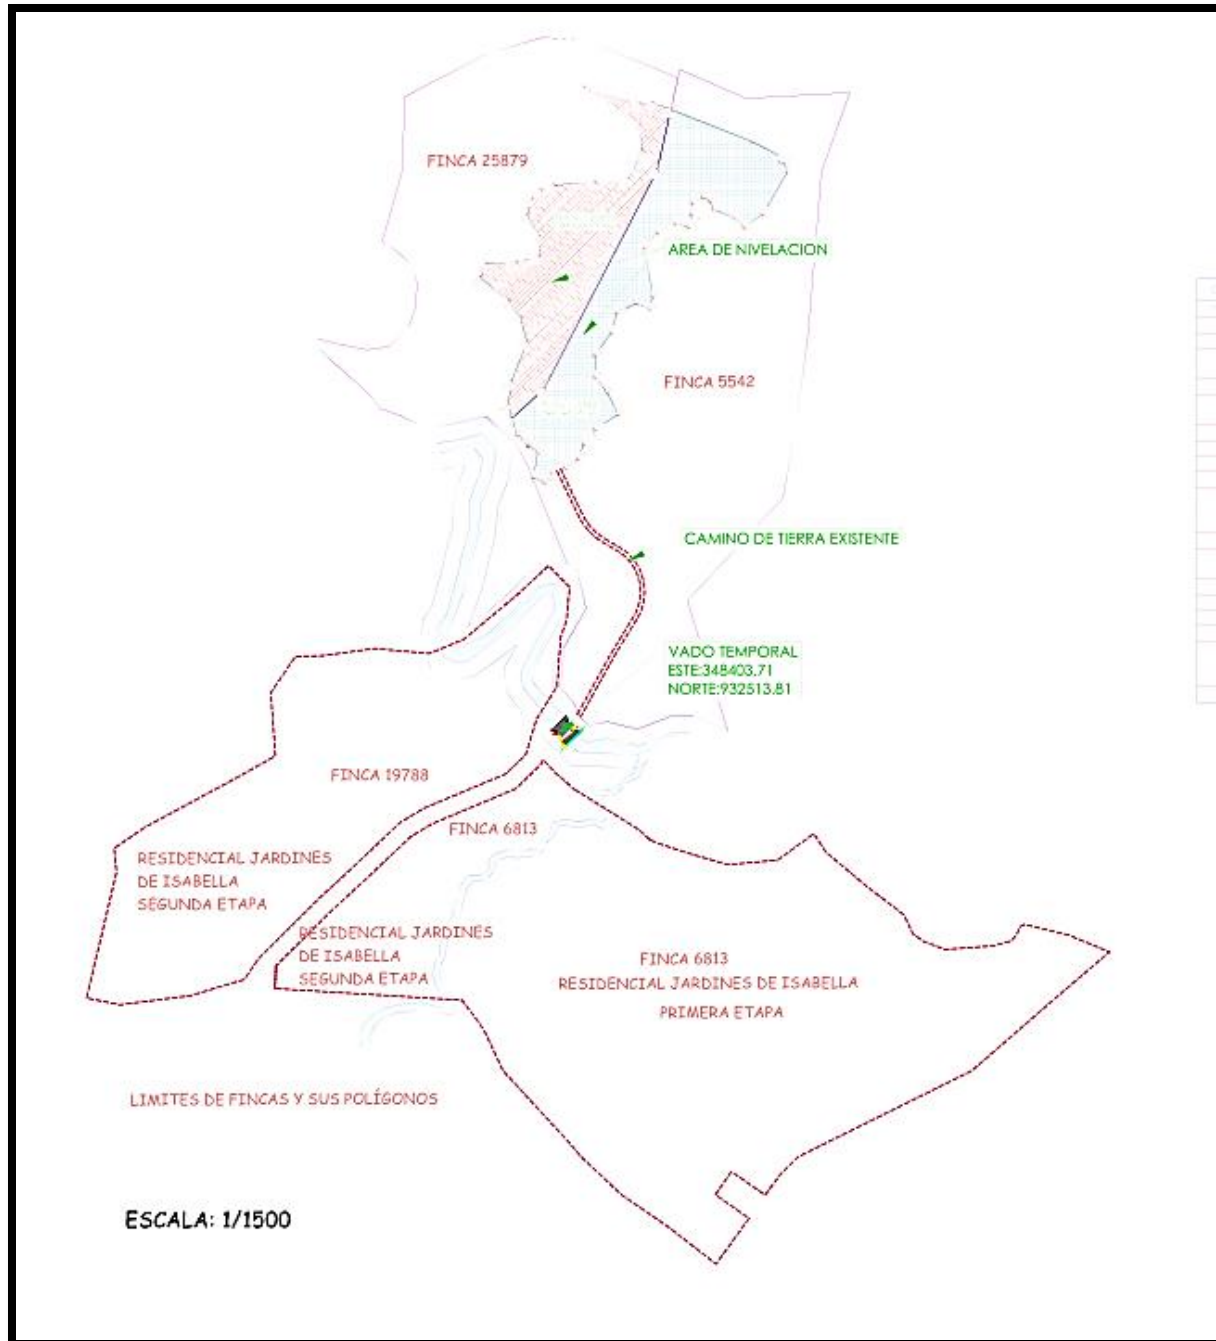 FINCA 25879
AREA DE NIVELACION
FINCA 5542
CAMINO DE TIERRA EXISTENTE
VADO TEMPORAL
ESTE:348403.71
NORTE:932513.81
FINCA 19788
FINCA 6813
RESIDENCIAL JARDINES
DE ISABELLA
SEGUNDA ETAPA
RESIDENCIAL JARDINES
DE ISABELLA
SEGUNDA ETAPA
FINCA 6813
RESIDENCIAL JARDINES DE ISABELLA
PRIMERA ETAPA
LIMITES DE FINCAS Y SUS POLÍGONOS
ESCALA: 1/1500